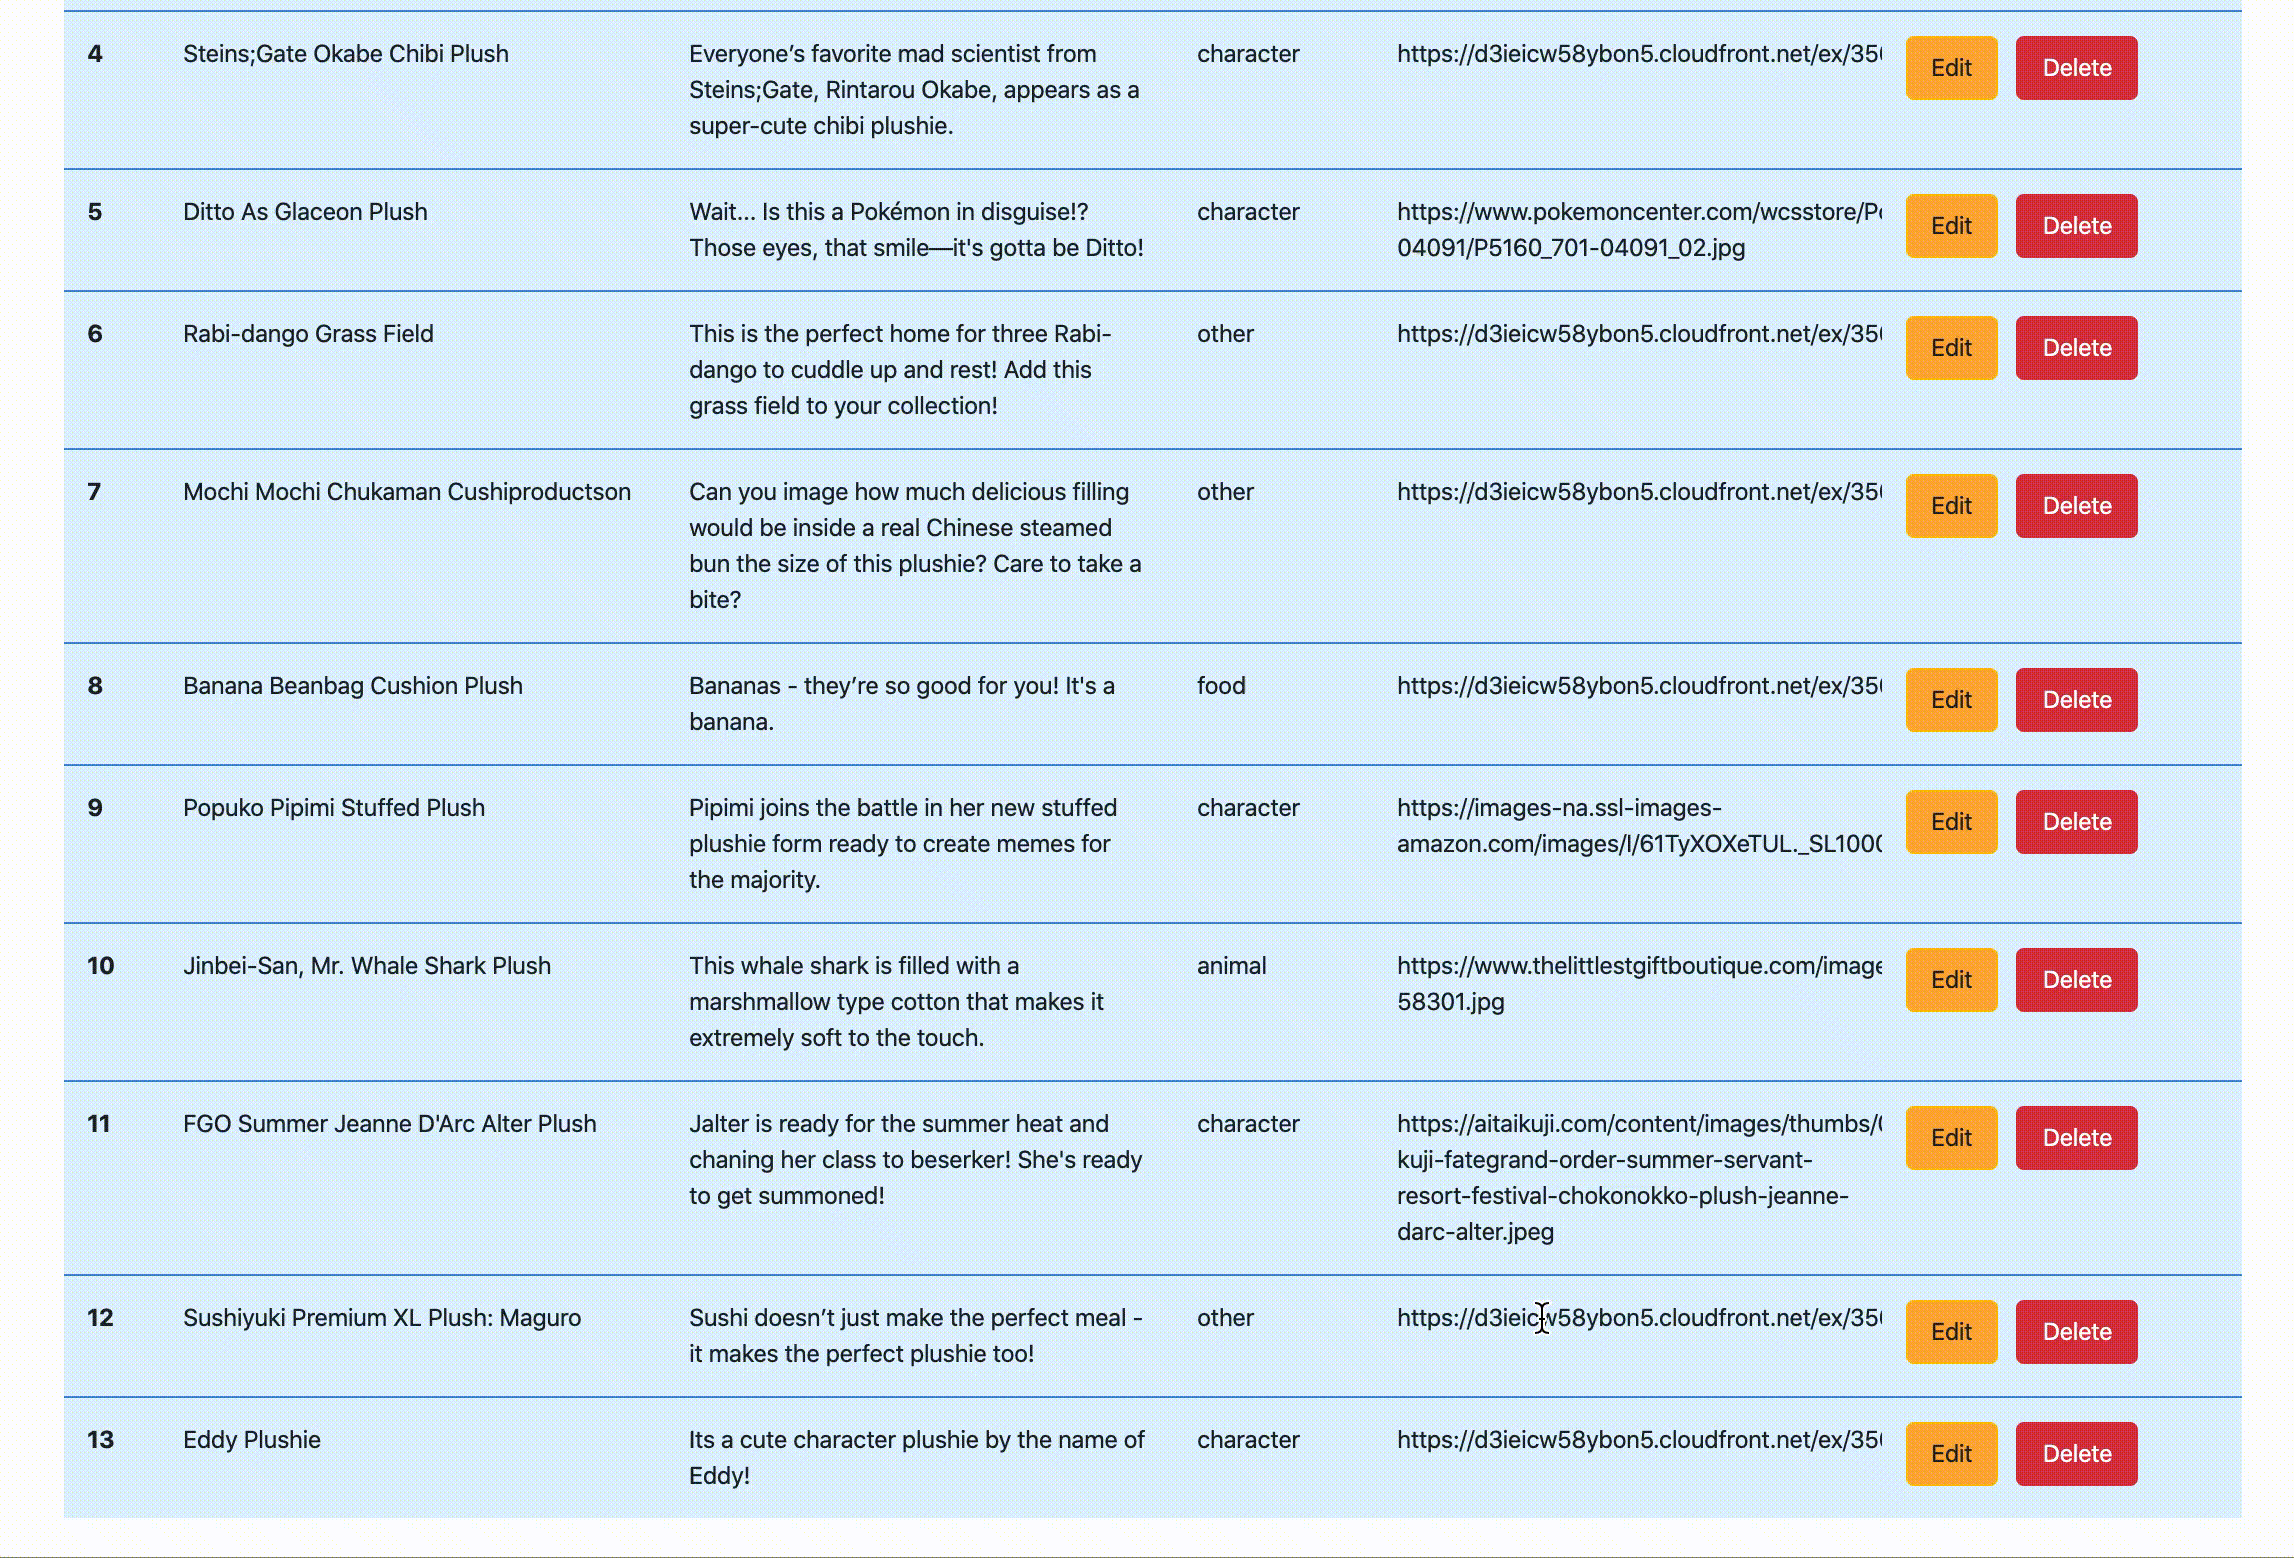 4 Steins;Gate Okabe Chibi Plush Everyone’s favorite mad scientist from character https://d3ieicw58ybon5.cloudfront.net/ex/350 Edit Delete
Steins;Gate, Rintarou Okabe, appears as a
super-cute chibi plushie.
5 Ditto As Glaceon Plush Wait... Is this a Pokémon in disguise!? character https://www.pokemoncenter.com/wcsstore/Po Edit Delete
Those eyes, that smile—it's gotta be Ditto! 04091/P5160_701-04091_02.jpg
6 Rabi-dango Grass Field This is the perfect home for three Rabi- other https://d3ieicw58ybon5.cloudfront.net/ex/350 Edit Delete
dango to cuddle up and rest! Add this
grass field to your collection!
7 Mochi Mochi Chukaman Cushiproductson Can you image how much delicious filling other https://d3ieicw58ybon5.cloudfront.net/ex/350 Edit Delete
would be inside a real Chinese steamed
bun the size of this plushie? Care to take a
bite?
8 Banana Beanbag Cushion Plush Bananas - they’re so good for you! It's a food https://d3ieicw58ybon5.cloudfront.net/ex/350 Edit Delete
banana.
9 Popuko Pipimi Stuffed Plush Pipimi joins the battle in her new stuffed character https://images-na.ssl-images- Edit Delete
plushie form ready to create memes for amazon.com/images/I/61TyXOXeTUL._SL1000
the majority.
10 Jinbei-San, Mr. Whale Shark Plush This whale shark is filled with a animal https://www.thelittlestgiftboutique.com/image Edit Delete
marshmallow type cotton that makes it 58301.jpg
extremely soft to the touch.
11 FGO Summer Jeanne D'Arc Alter Plush Jalter is ready for the summer heat and character https://aitaikuji.com/content/images/thumbs/0 Edit Delete
chaning her class to beserker! She's ready kuji-fategrand-order-summer-servant-
to get summoned! resort-festival-chokonokko-plush-jeanne-
darc-alter.jpeg
12 Sushiyuki Premium XL Plush: Maguro Sushi doesn’t just make the perfect meal - other https://d3ieicw58ybon5.cloudfront.net/ex/350 Edit Delete
it makes the perfect plushie too!
13 Eddy Plushie Its a cute character plushie by the name of character https://d3ieicw58ybon5.cloudfront.net/ex/350 Edit Delete
Eddy!